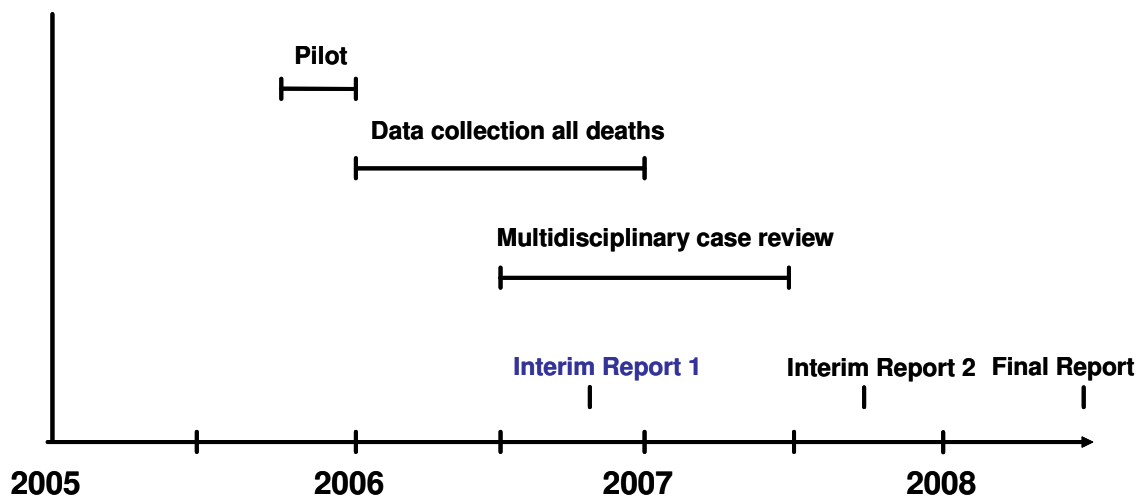 Pilot
Data collection all deaths
Multidisciplinary case review
Interim Report 1
Interim Report 2
Final Report
2005
2006
2007
2008